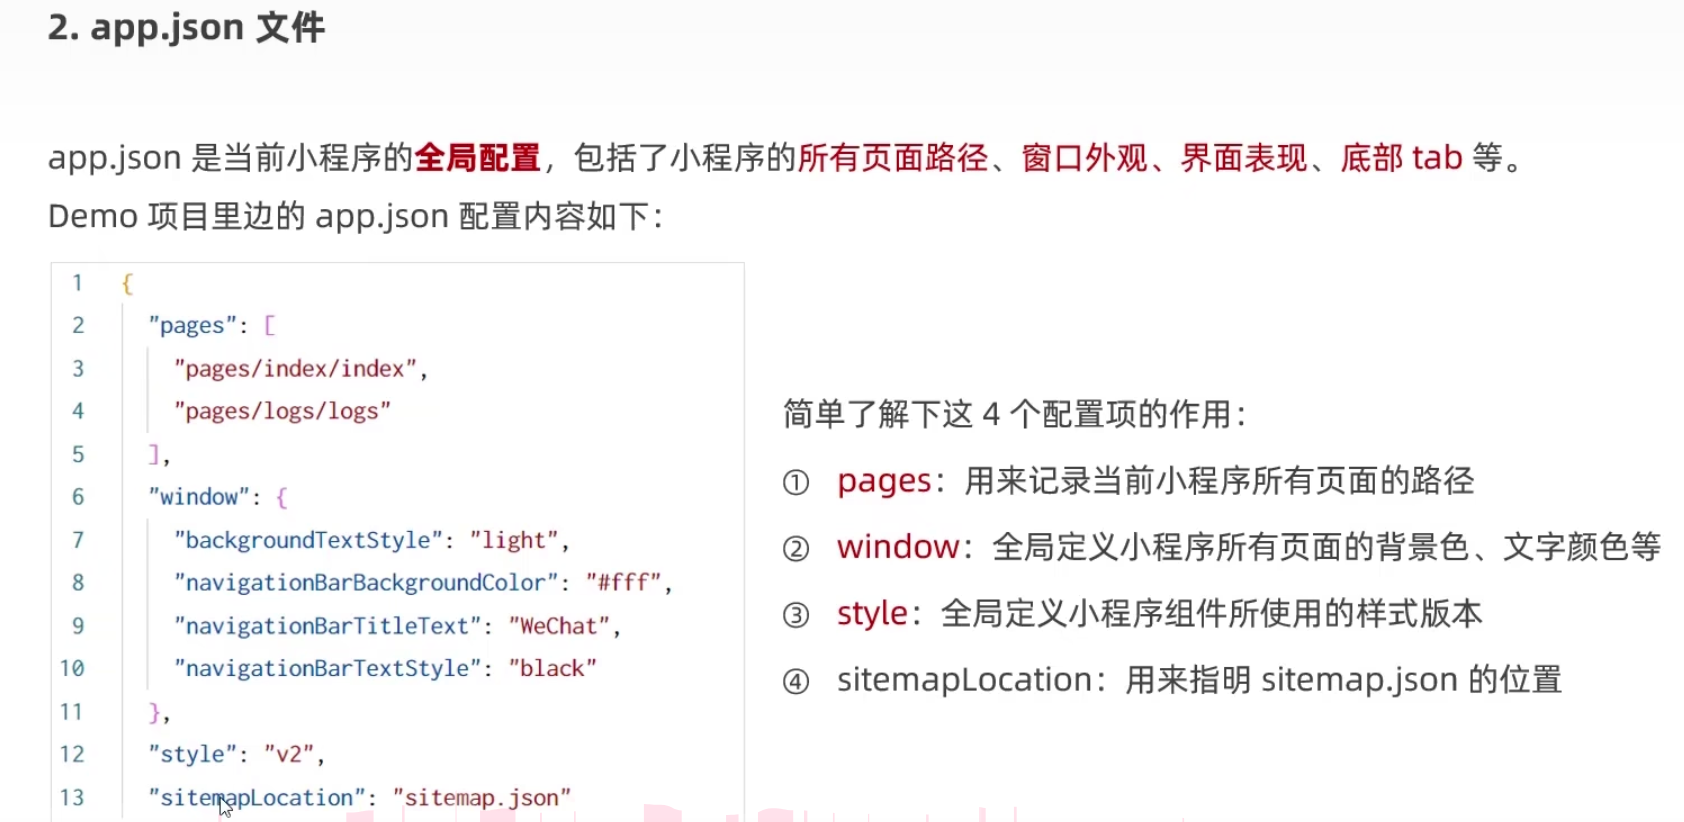 2. app.json 文件
app.json 是当前小程序的全局配置，包括了小程序的所有页面路径、窗口外观、界面表现、底部 tab 等。
Demo 项目里边的 app.json 配置内容如下：
1 {
2 "pages": [
3 "pages/index/index",
4 "pages/logs/logs"
5 ],
6 "window": {
7 "backgroundTextStyle": "light",
8 "navigationBarBackgroundColor": "#fff",
9 "navigationBarTitleText": "WeChat",
10 "navigationBarTextStyle": "black"
11 },
12 "style": "v2",
13 "sitemapLocation": "sitemap.json"
简单了解下这 4 个配置项的作用：
① pages：用来记录当前小程序所有页面的路径
② window：全局定义小程序所有页面的背景色、文字颜色等
③ style：全局定义小程序组件所使用的样式版本
④ sitemapLocation：用来指明 sitemap.json 的位置